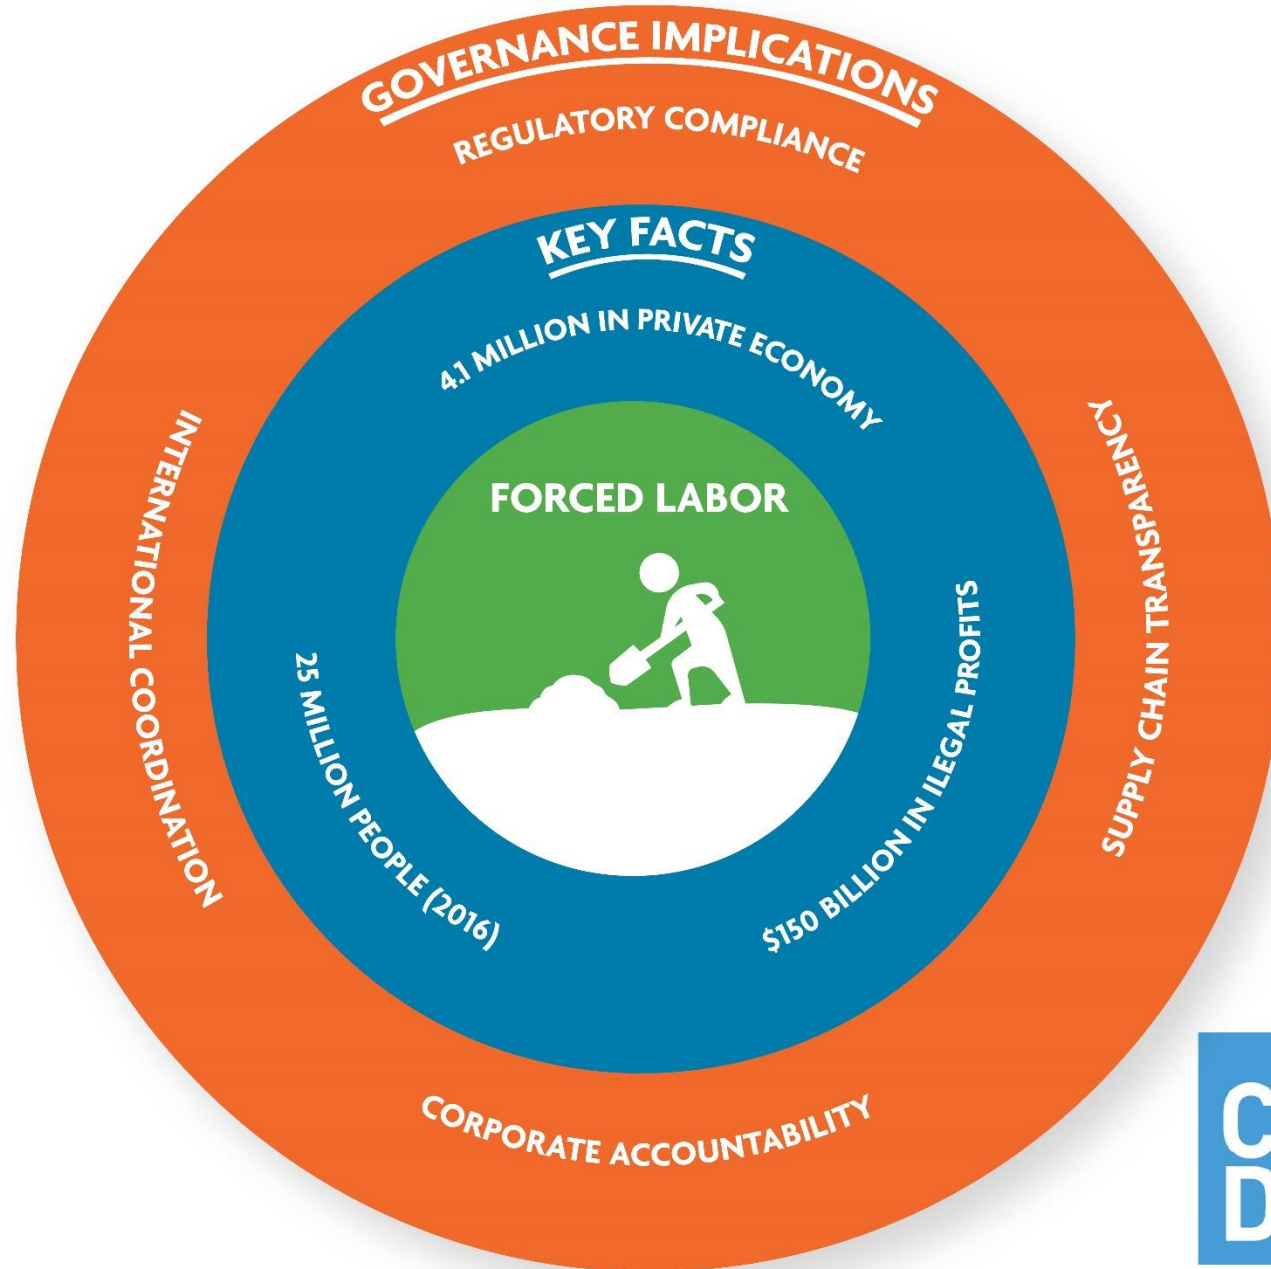 GOVERNANCE IMPLICATIONS
REGULATORY COMPLIANCE
KEY FACTS
4.1 MILLION IN PRIVATE ECONOMY
FORCED LABOR
INTERNATIONAL COORDINATION
SUPPLY CHAIN TRANSPARENCY
25 MILLION PEOPLE (2016)
$150 BILLION IN ILEGAL PROFITS
CORPORATE ACCOUNTABILITY
C
D